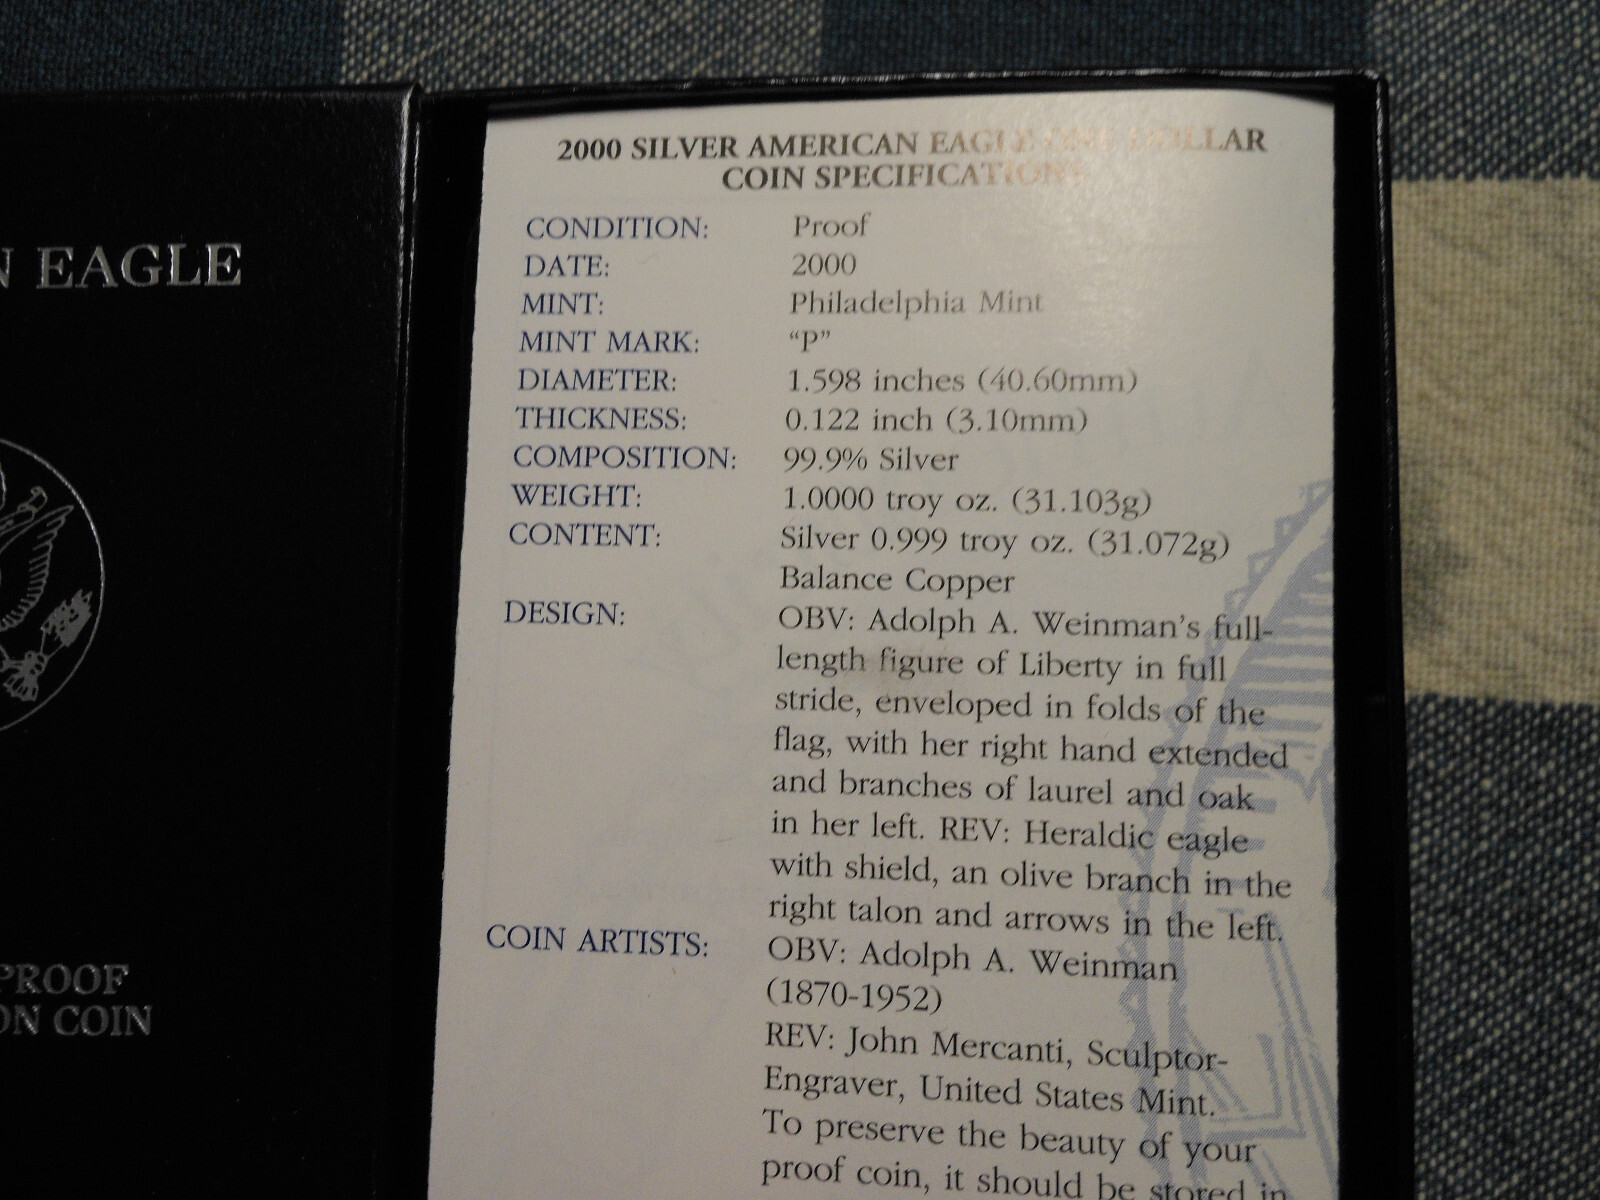 N EAGLE
PROOF
ON COIN
2000 SILVER AMERICAN EAGLE ONE DOLLAR
COIN SPECIFICATIONS
CONDITION: Proof
DATE: 2000
MINT: Philadelphia Mint
MINT MARK: “P”
DIAMETER: 1.598 inches (40.60mm)
THICKNESS: 0.122 inch (3.10mm)
COMPOSITION: 99.9% Silver
WEIGHT: 1.0000 troy oz. (31.103g)
CONTENT: Silver 0.999 troy oz. (31.072g)
Balance Copper
DESIGN: OBV: Adolph A. Weinman’s full-
length figure of Liberty in full
stride, enveloped in folds of the
flag, with her right hand extended
and branches of laurel and oak
in her left. REV: Heraldic eagle
with shield, an olive branch in the
right talon and arrows in the left.
COIN ARTISTS: OBV: Adolph A. Weinman
(1870-1952)
REV: John Mercanti, Sculptor-
Engraver, United States Mint.
To preserve the beauty of your
proof coin, it should be stored in